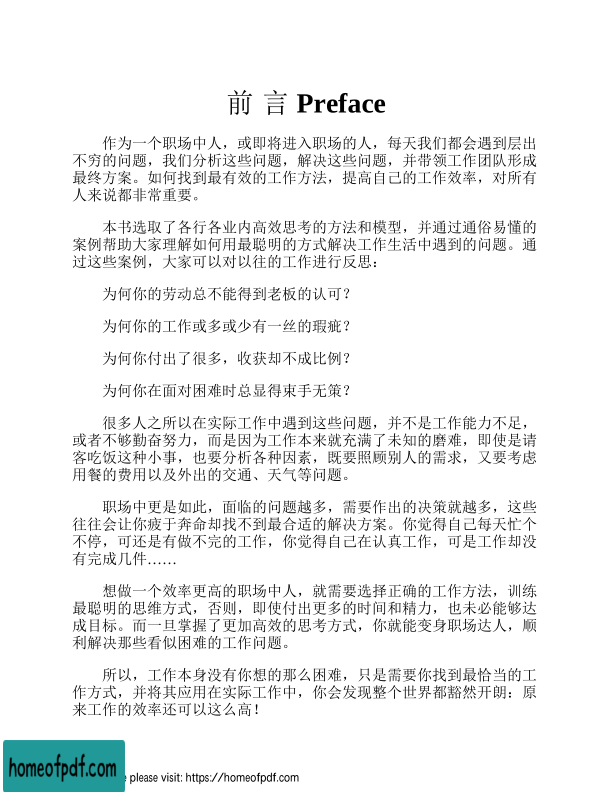 前 言 Preface
作为一个职场中人，或即将进入职场的人，每天我们都会遇到层出
不穷的问题，我们分析这些问题，解决这些问题，并带领工作团队形成
最终方案。如何找到最有效的工作方法，提高自己的工作效率，对所有
人来说都非常重要。
本书选取了各行各业内高效思考的方法和模型，并通过通俗易懂的
案例帮助大家理解如何用最聪明的方式解决工作生活中遇到的问题。通
过这些案例，大家可以对以往的工作进行反思：
为何你的劳动总不能得到老板的认可？
为何你的工作或多或少有一丝的瑕疵？
为何你付出了很多，收获却不成比例？
为何你在面对困难时总显得束手无策？
很多人之所以在实际工作中遇到这些问题，并不是工作能力不足，
或者不够勤奋努力，而是因为工作本来就充满了未知的磨难，即使是请
客吃饭这种小事，也要分析各种因素，既要照顾别人的需求，又要考虑
用餐的费用以及外出的交通、天气等问题。
职场中更是如此，面临的问题越多，需要作出的决策就越多，这些
往往会让你疲于奔命却找不到最合适的解决方案。你觉得自己每天忙个
不停，可还是有做不完的工作，你觉得自己在认真工作，可是工作却没
有完成几件……
想做一个效率更高的职场中人，就需要选择正确的工作方法，训练
最聪明的思维方式，否则，即使付出更多的时间和精力，也未必能够达
成目标。而一旦掌握了更加高效的思考方式，你就能变身职场达人，顺
利解决那些看似困难的工作问题。
所以，工作本身没有你想的那么困难，只是需要你找到最恰当的工
作方式，并将其应用在实际工作中，你会发现整个世界都豁然开朗：原
来工作的效率还可以这么高！
homeofpdf.com
e please visit: https://homeofpdf.com